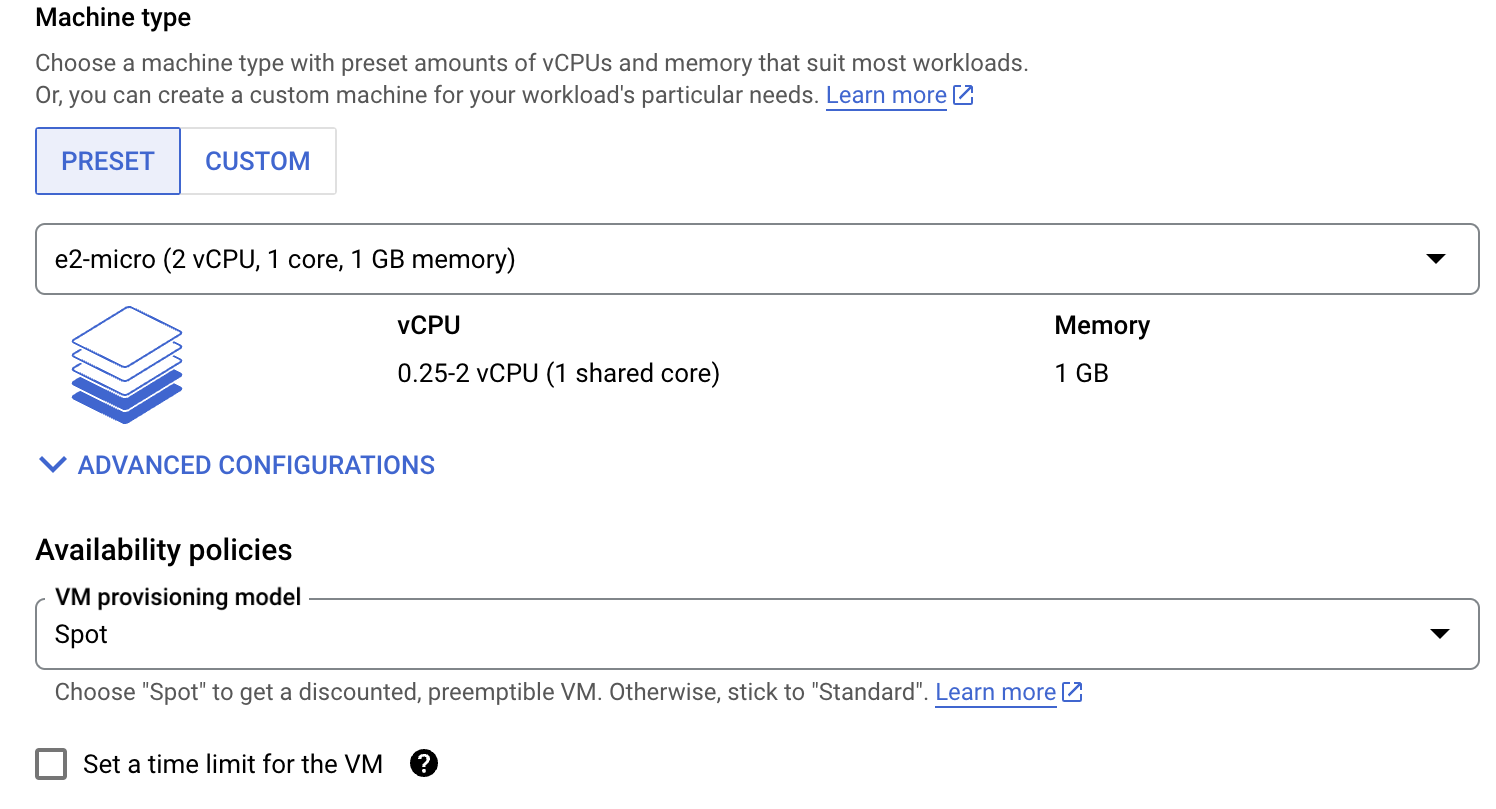 Machine type
Choose a machine type with preset amounts of vCPUs and memory that suit most workloads.
Or, you can create a custom machine for your workload's particular needs. Learn more
PRESET CUSTOM
e2-micro (2 vCPU, 1 core, 1 GB memory)
vCPU Memory
0.25-2 vCPU (1 shared core) 1 GB
ADVANCED CONFIGURATIONS
Availability policies
VM provisioning model
Spot
Choose "Spot" to get a discounted, preemptible VM. Otherwise, stick to "Standard". Learn more
Set a time limit for the VM ?